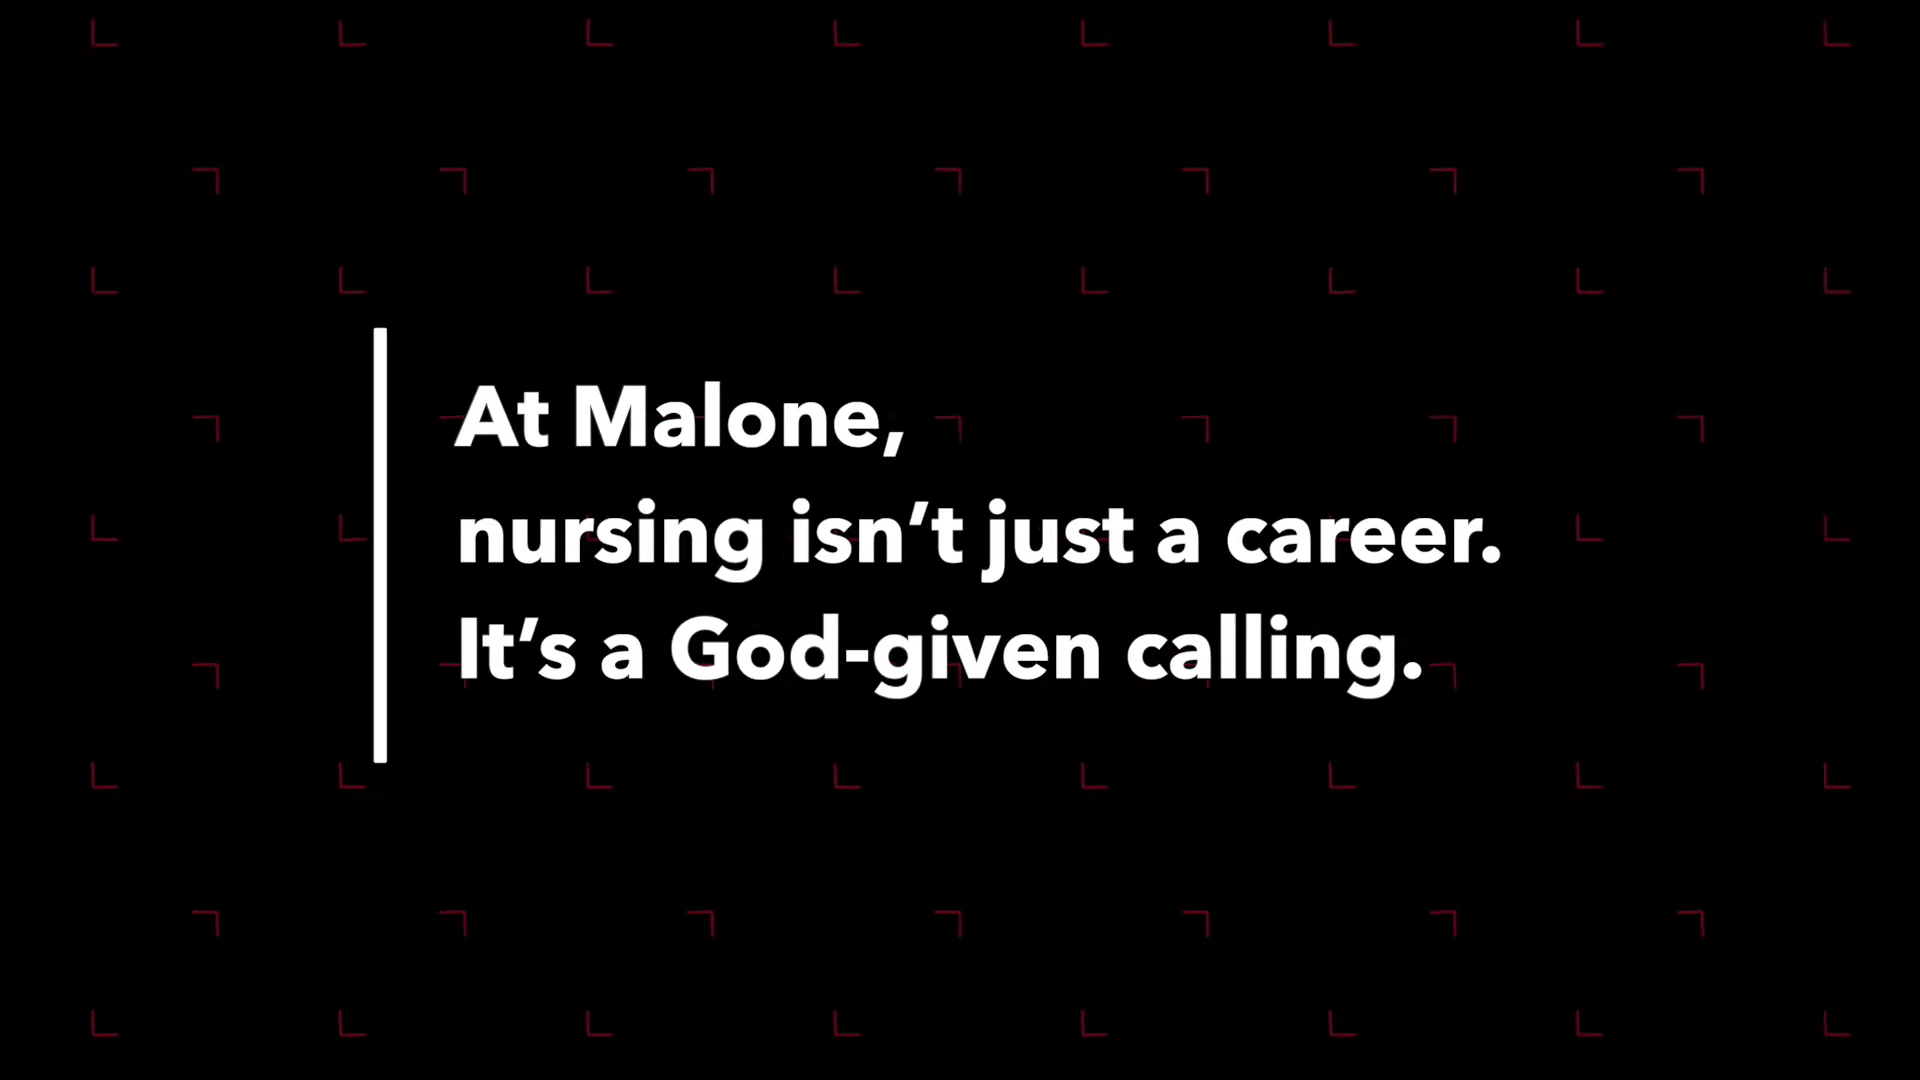 At Malone,
nursing isn’t just a career.
It’s a God-given calling.